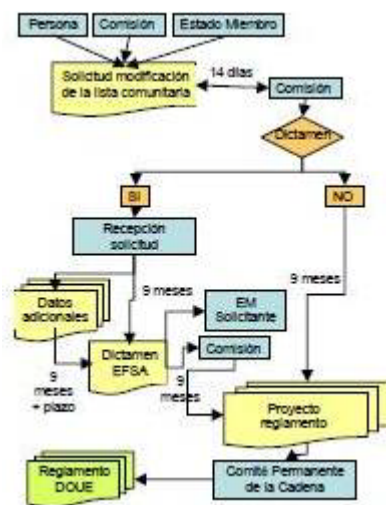 Persona
Comisión
Estado Miembro
Solicitud modificación
de la lista comunitaria
14 días
Comisión
Dictamen
SI
NO
Recepción
solicitud
9 meses
9 meses
Datos
adicionales
EM
Solicitante
Dictamen
EFSA
Comisión
9
meses
+ plazo
9
meses
Proyecto
reglamento
Reglamento
DOUE
Comité Permanente
de la Cadena